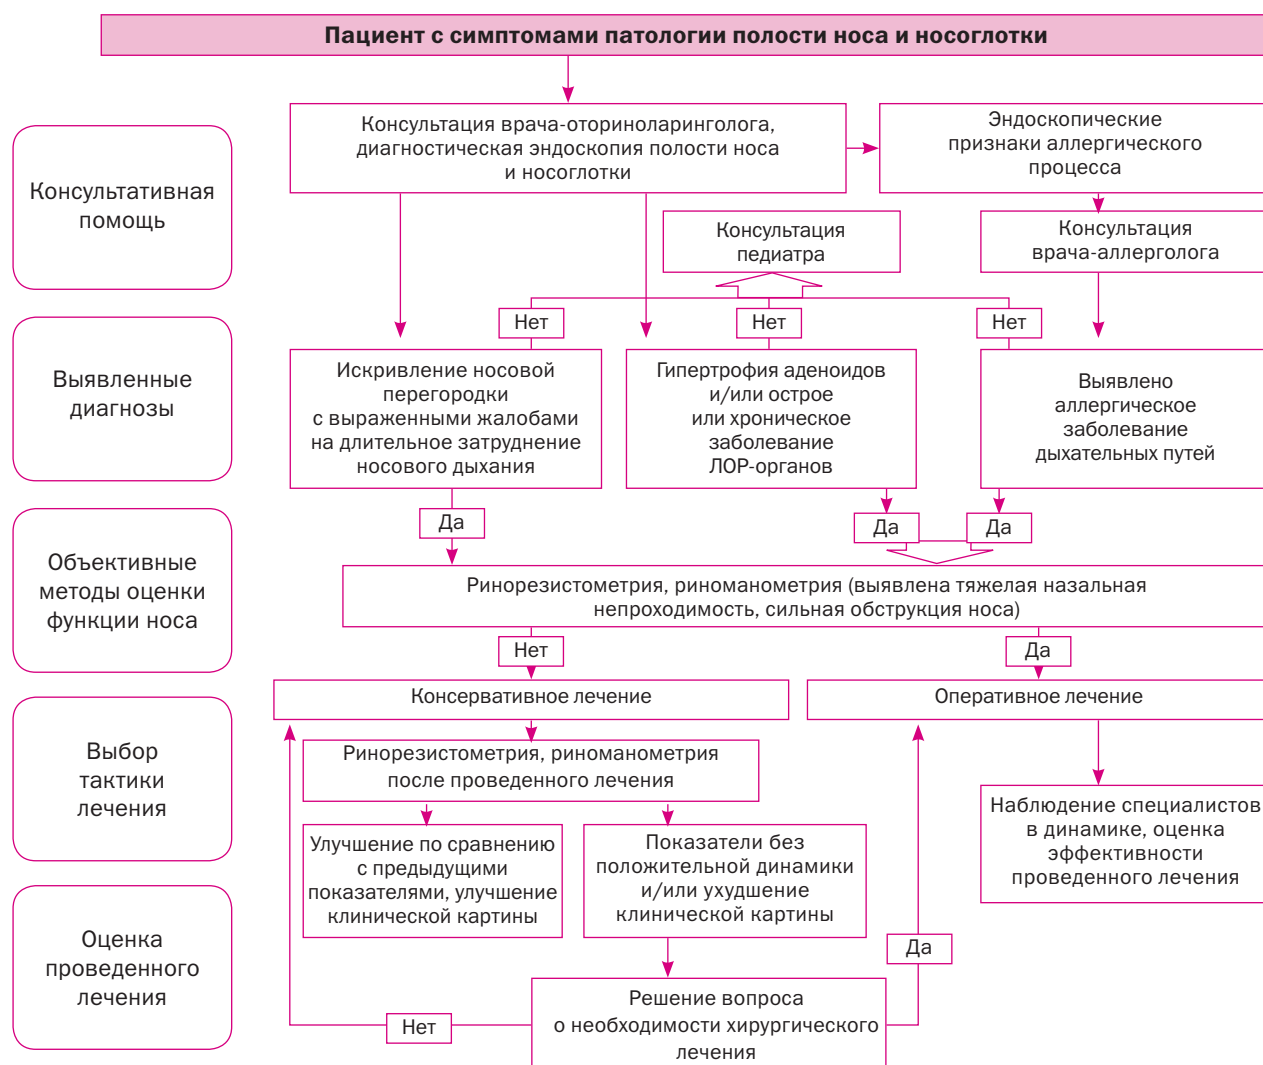 Пациент с симптомами патологии полости носа и носоглотки
Консультативная
помощь
Консультация врача-оториноларинголога,
диагностическая эндоскопия полости носа
и носоглотки
Эндоскопические
признаки аллергического
процесса
Консультация
педиатра
Консультация
врача-аллерголога
Нет
Нет
Нет
Выявленные
диагнозы
Искривление носовой
перегородки
с выраженными жалобами
на длительное затруднение
носового дыхания
Гипертрофия аденоидов
и/или острое
или хроническое
заболевание
ЛОР-органов
Выявлено
аллергическое
заболевание
дыхательных путей
Да
Да
Да
Объективные
методы оценки
функции носа
Ринорезистометрия, риноманометрия (выявлена тяжелая назальная
непроходимость, сильная обструкция носа)
Нет
Да
Выбор
тактики
лечения
Консервативное лечение
Оперативное лечение
Ринорезистометрия, риноманометрия
после проведенного лечения
Наблюдение специалистов
в динамике, оценка
эффективности
проведенного лечения
Улучшение по сравнению
с предыдущими
показателями, улучшение
клинической картины
Показатели без
положительной динамики
и/или ухудшение
клинической картины
Оценка
проведенного
лечения
Да
Нет
Решение вопроса
о необходимости хирургического
лечения